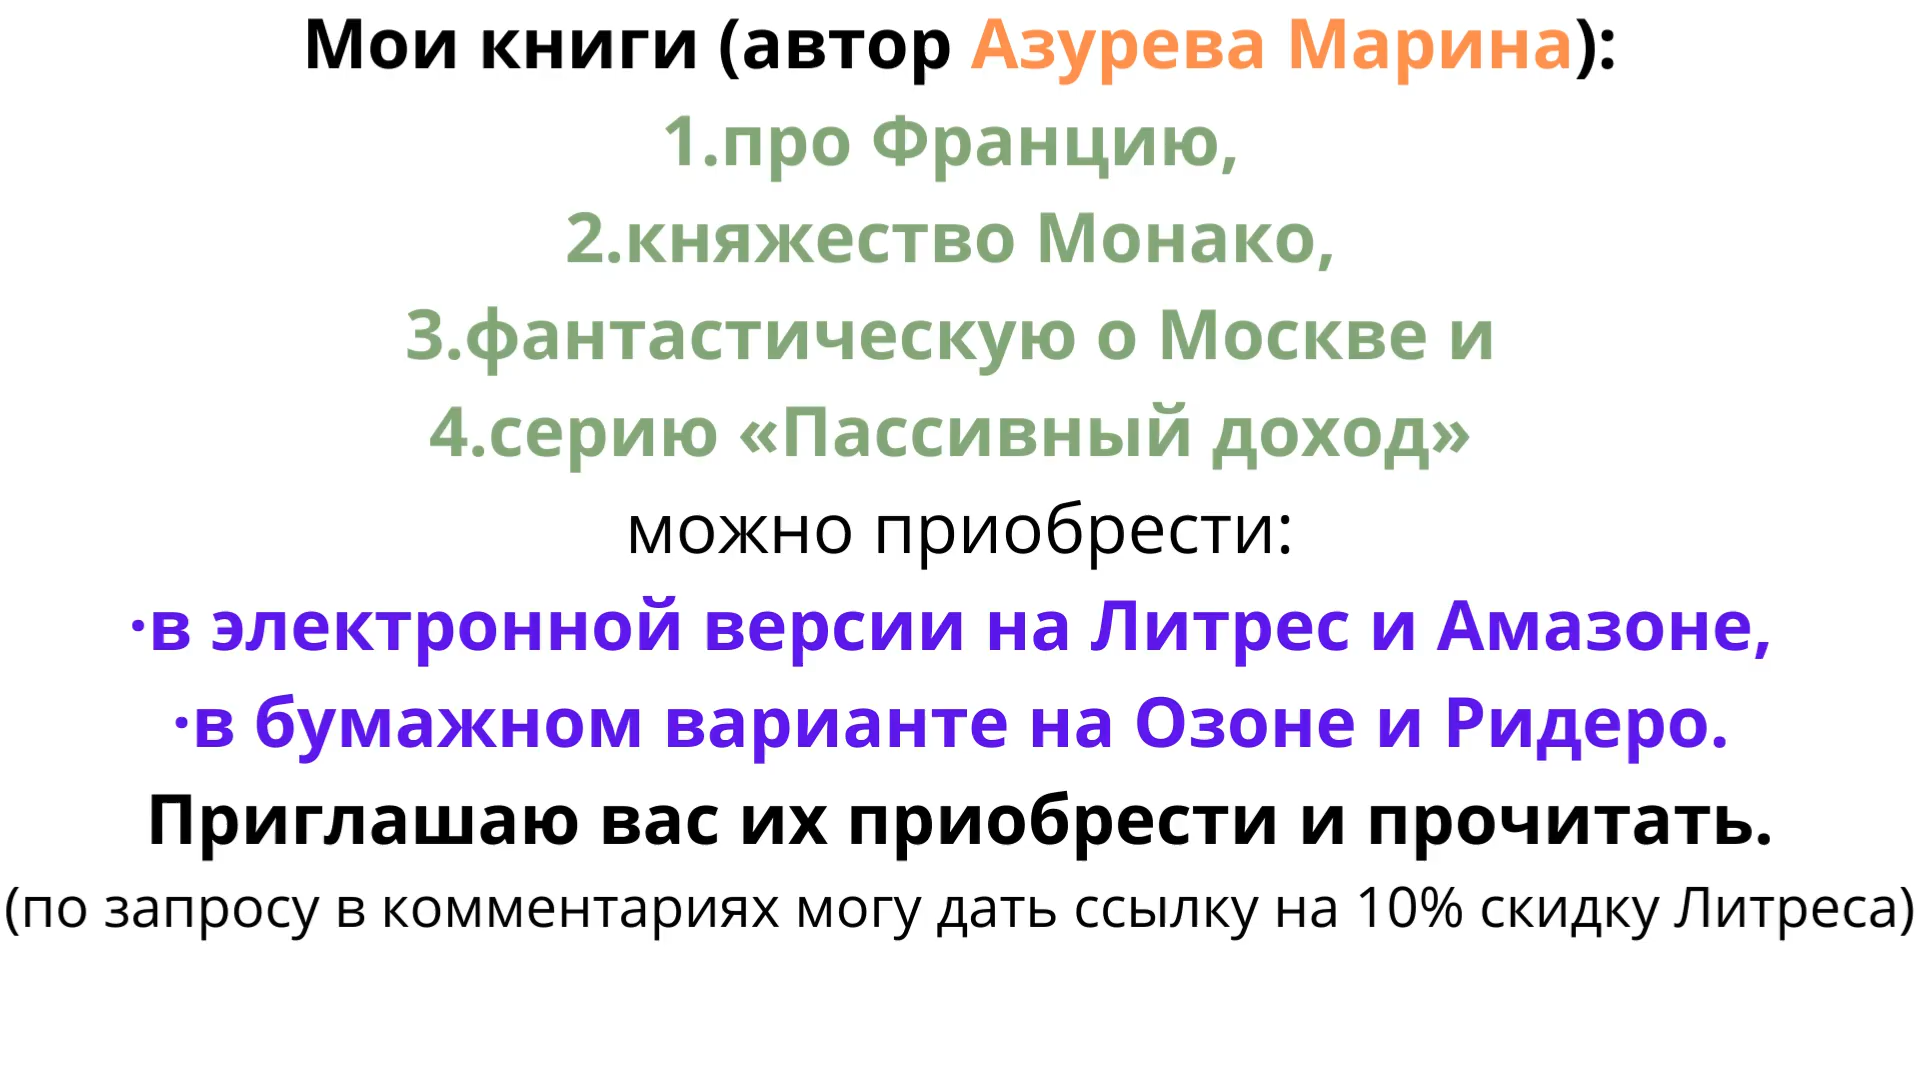 Мои книги (автор Азурева Марина):
1.про Францию,
2.княжество Монако,
3.фантастическую о Москве и
4.серию «Пассивный доход»
можно приобрести:
·в электронной версии на Литрес и Амазоне,
·в бумажном варианте на Озоне и Ридеро.
Приглашаю вас их приобрести и прочитать.
(по запросу в комментариях могу дать ссылку на 10% скидку Литреса)